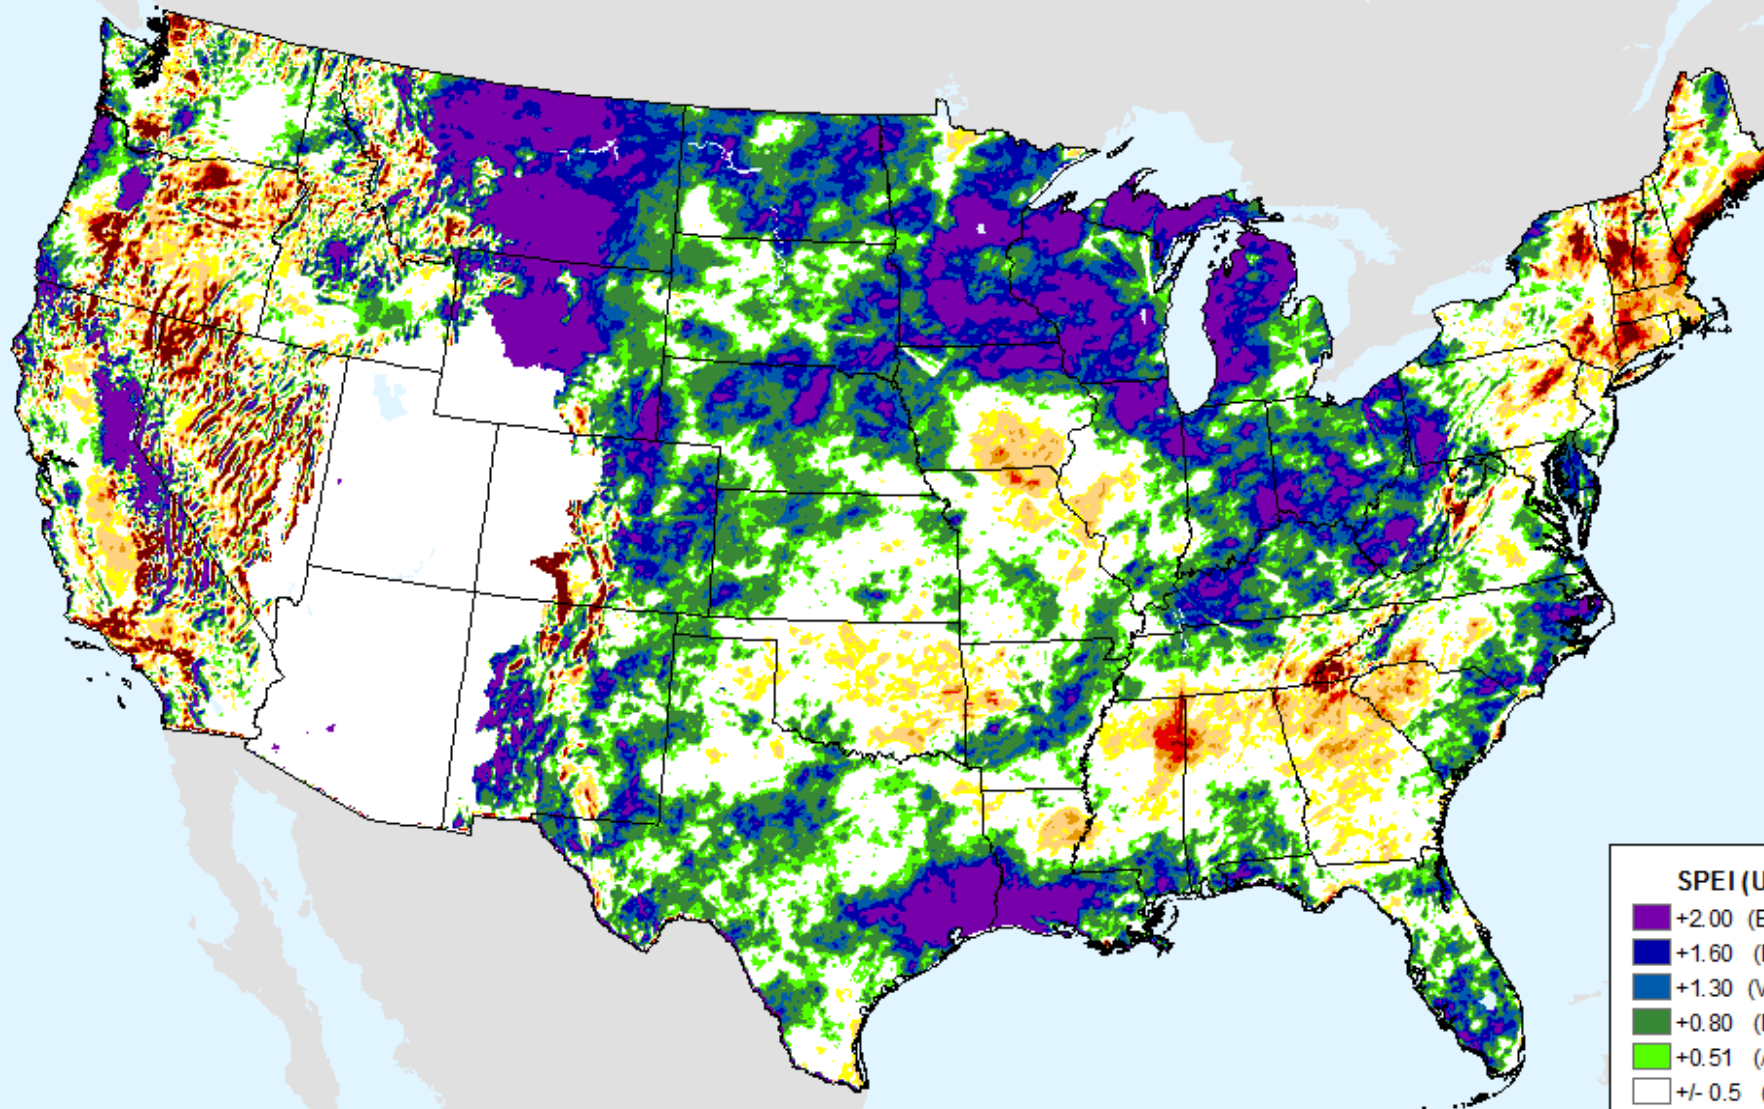 SPEI (U
+2.00 (E
+1.60 (
+1.30 (V
+0.80 (
+0.51 (
+/- 0.5 (